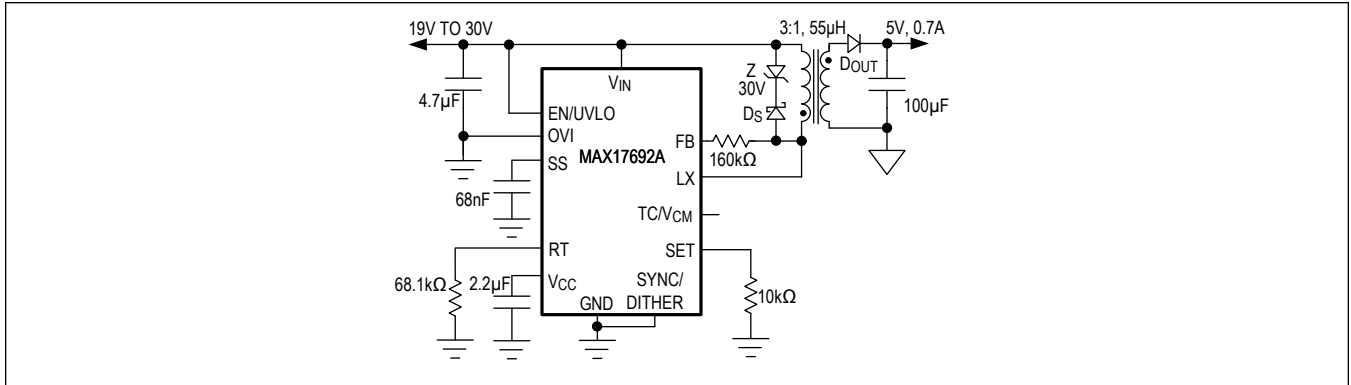 19V TO 30V
3:1, 55µH
5V, 0.7A
VIN
Z
30V
DOUT
4.7µF
100µF
EN/UVLO
DS
OVI
FB
MAX17692A
160kΩ
SS
LX
68nF
TC/VCM
RT
SET
68.1kΩ
2.2µF
VCC
SYNC/
DITHER
GND
10kΩ